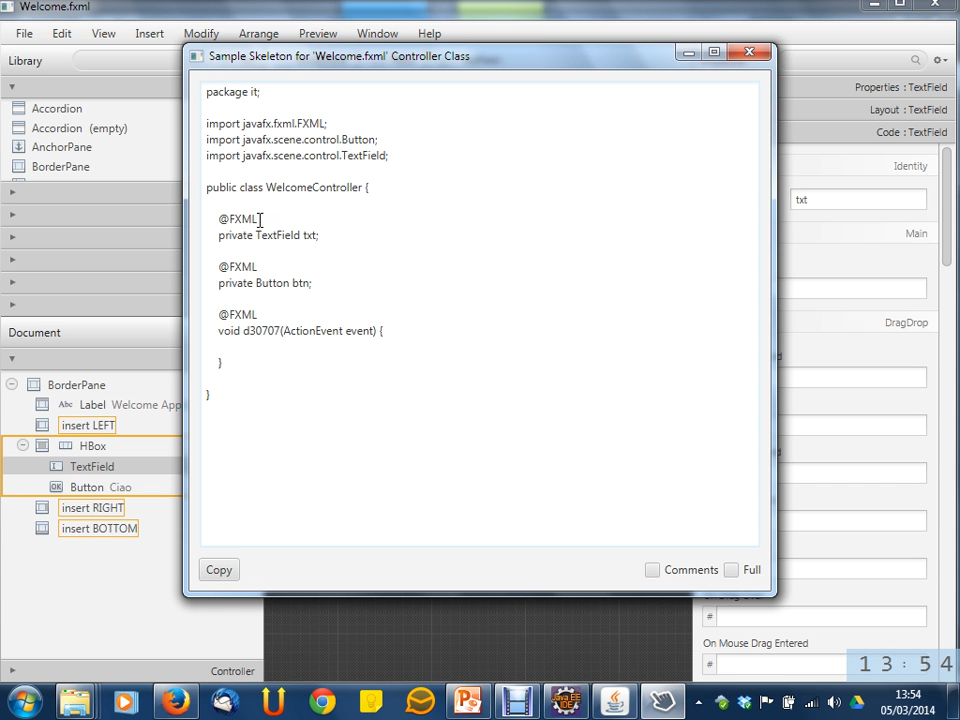 Welcome.fxml
File Edit View Insert Modify Arrange Preview Window Help
Library
Accordion
Accordion (empty)
AnchorPane
BorderPane
Document
BorderPane
Abc Label Welcome App
insert LEFT
HBox
TextField
OK Button Ciao
insert RIGHT
insert BOTTOM
Controller
Sample Skeleton for 'Welcome.fxml' Controller Class
package it;
import javafx.fxml.FXML;
import javafx.scene.control.Button;
import javafx.scene.control.TextField;
public class WelcomeController {
@FXML
private TextField txt;
@FXML
private Button btn;
@FXML
void d30707(ActionEvent event) {
}
}
Copy
Comments
Full
Properties : TextField
Layout : TextField
Code : TextField
Identity
txt
Main
DragDrop
#
On Mouse Drag Entered
#
13:54
13:54
05/03/2014